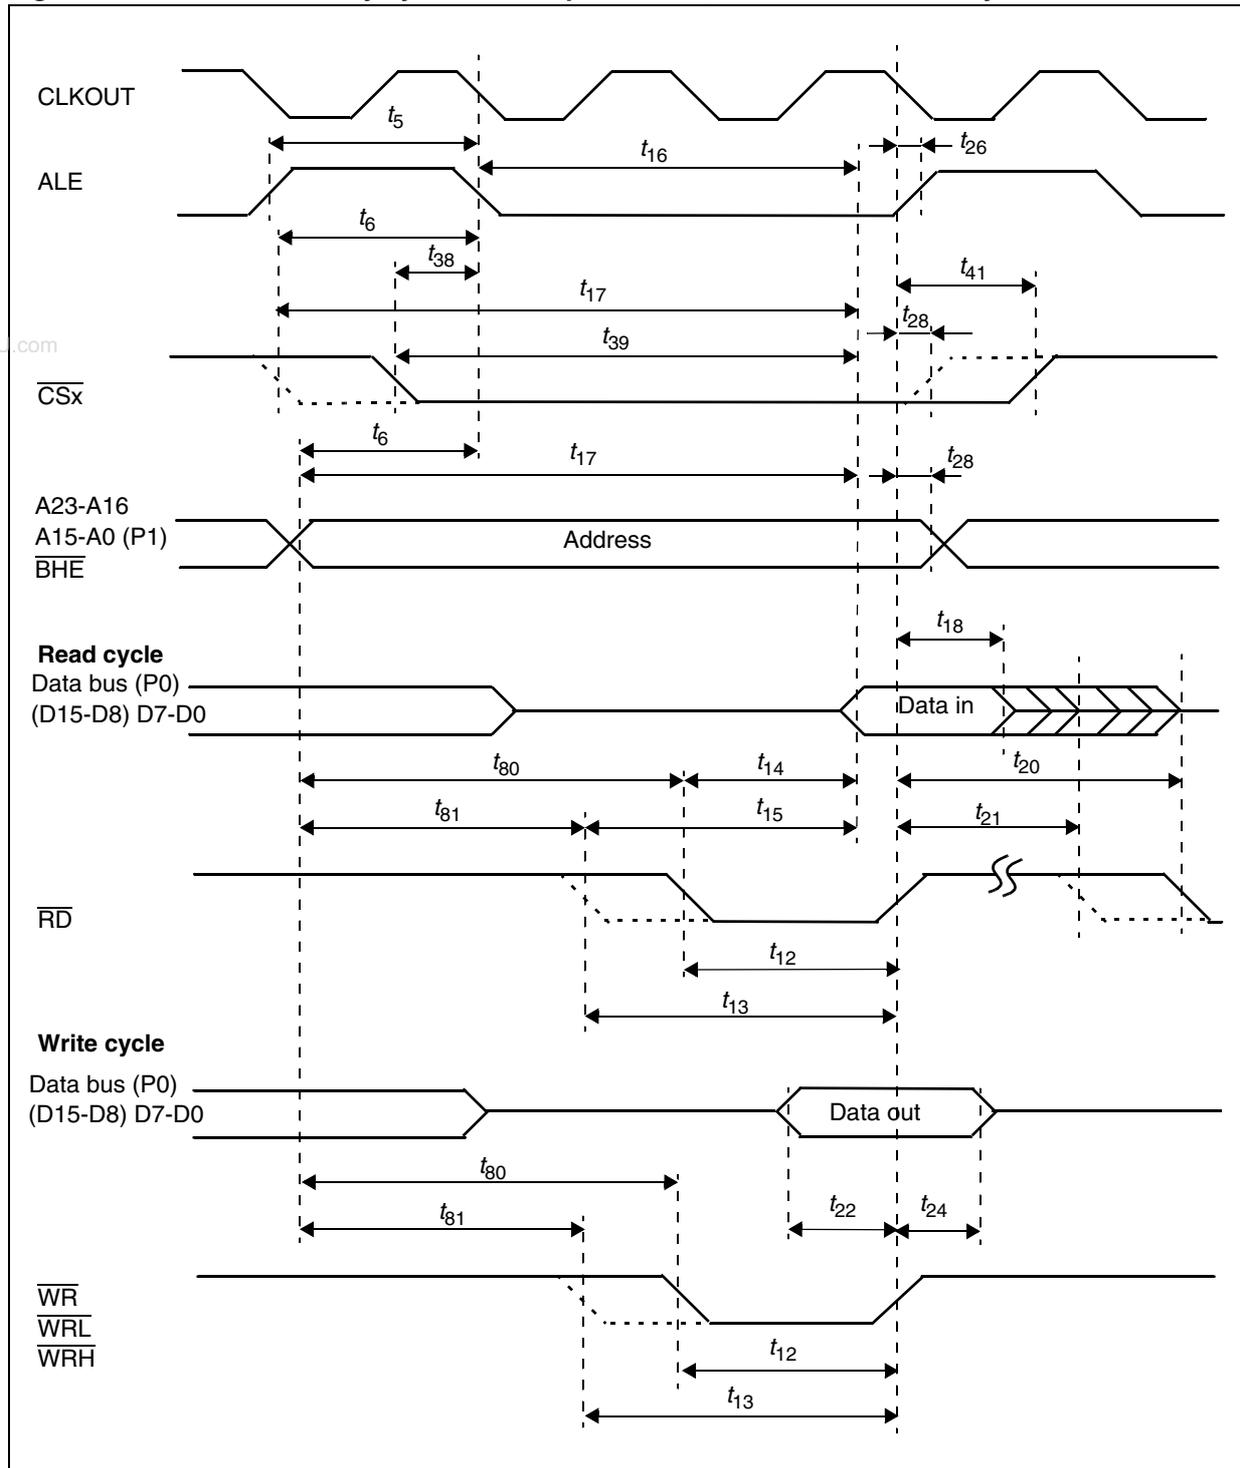 CLKOUT
t5
t26
t16
ALE
t6
t38
t41
t17
t28
t39
.com
CSx
t6
t17
t28
A23-A16
A15-A0 (P1)
Address
BHE
t18
Read cycle
Data bus (P0)
(D15-D8) D7-D0
Data in
t80
t14
t20
t81
t15
t21
RD
t12
t13
Write cycle
Data bus (P0)
(D15-D8) D7-D0
Data out
t80
t81
t22
t24
WR
WRL
WRH
t12
t13